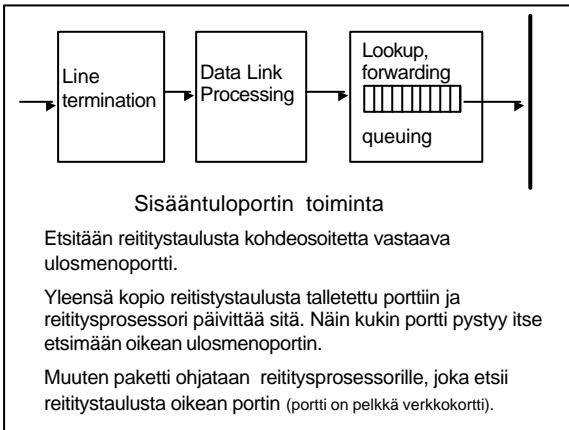 Line
termination
Data Link
Processing
Lookup,
forwarding
queuing
Sisääntuloportin toiminta
Etsitään reititystaulusta kohdeosoitetta vastaava
ulosmenoportti.
Yleensä kopio reitistystaulusta talletettu porttiin ja
reititysprosessori päivittää sitä. Näin kukin portti pystyy itse
etsimään oikean ulosmenoportin.
Muuten paketti ohjataan reititysprosessorille, joka etsii
reititystaulusta oikean portin (portti on pelkkä verkkokortti).